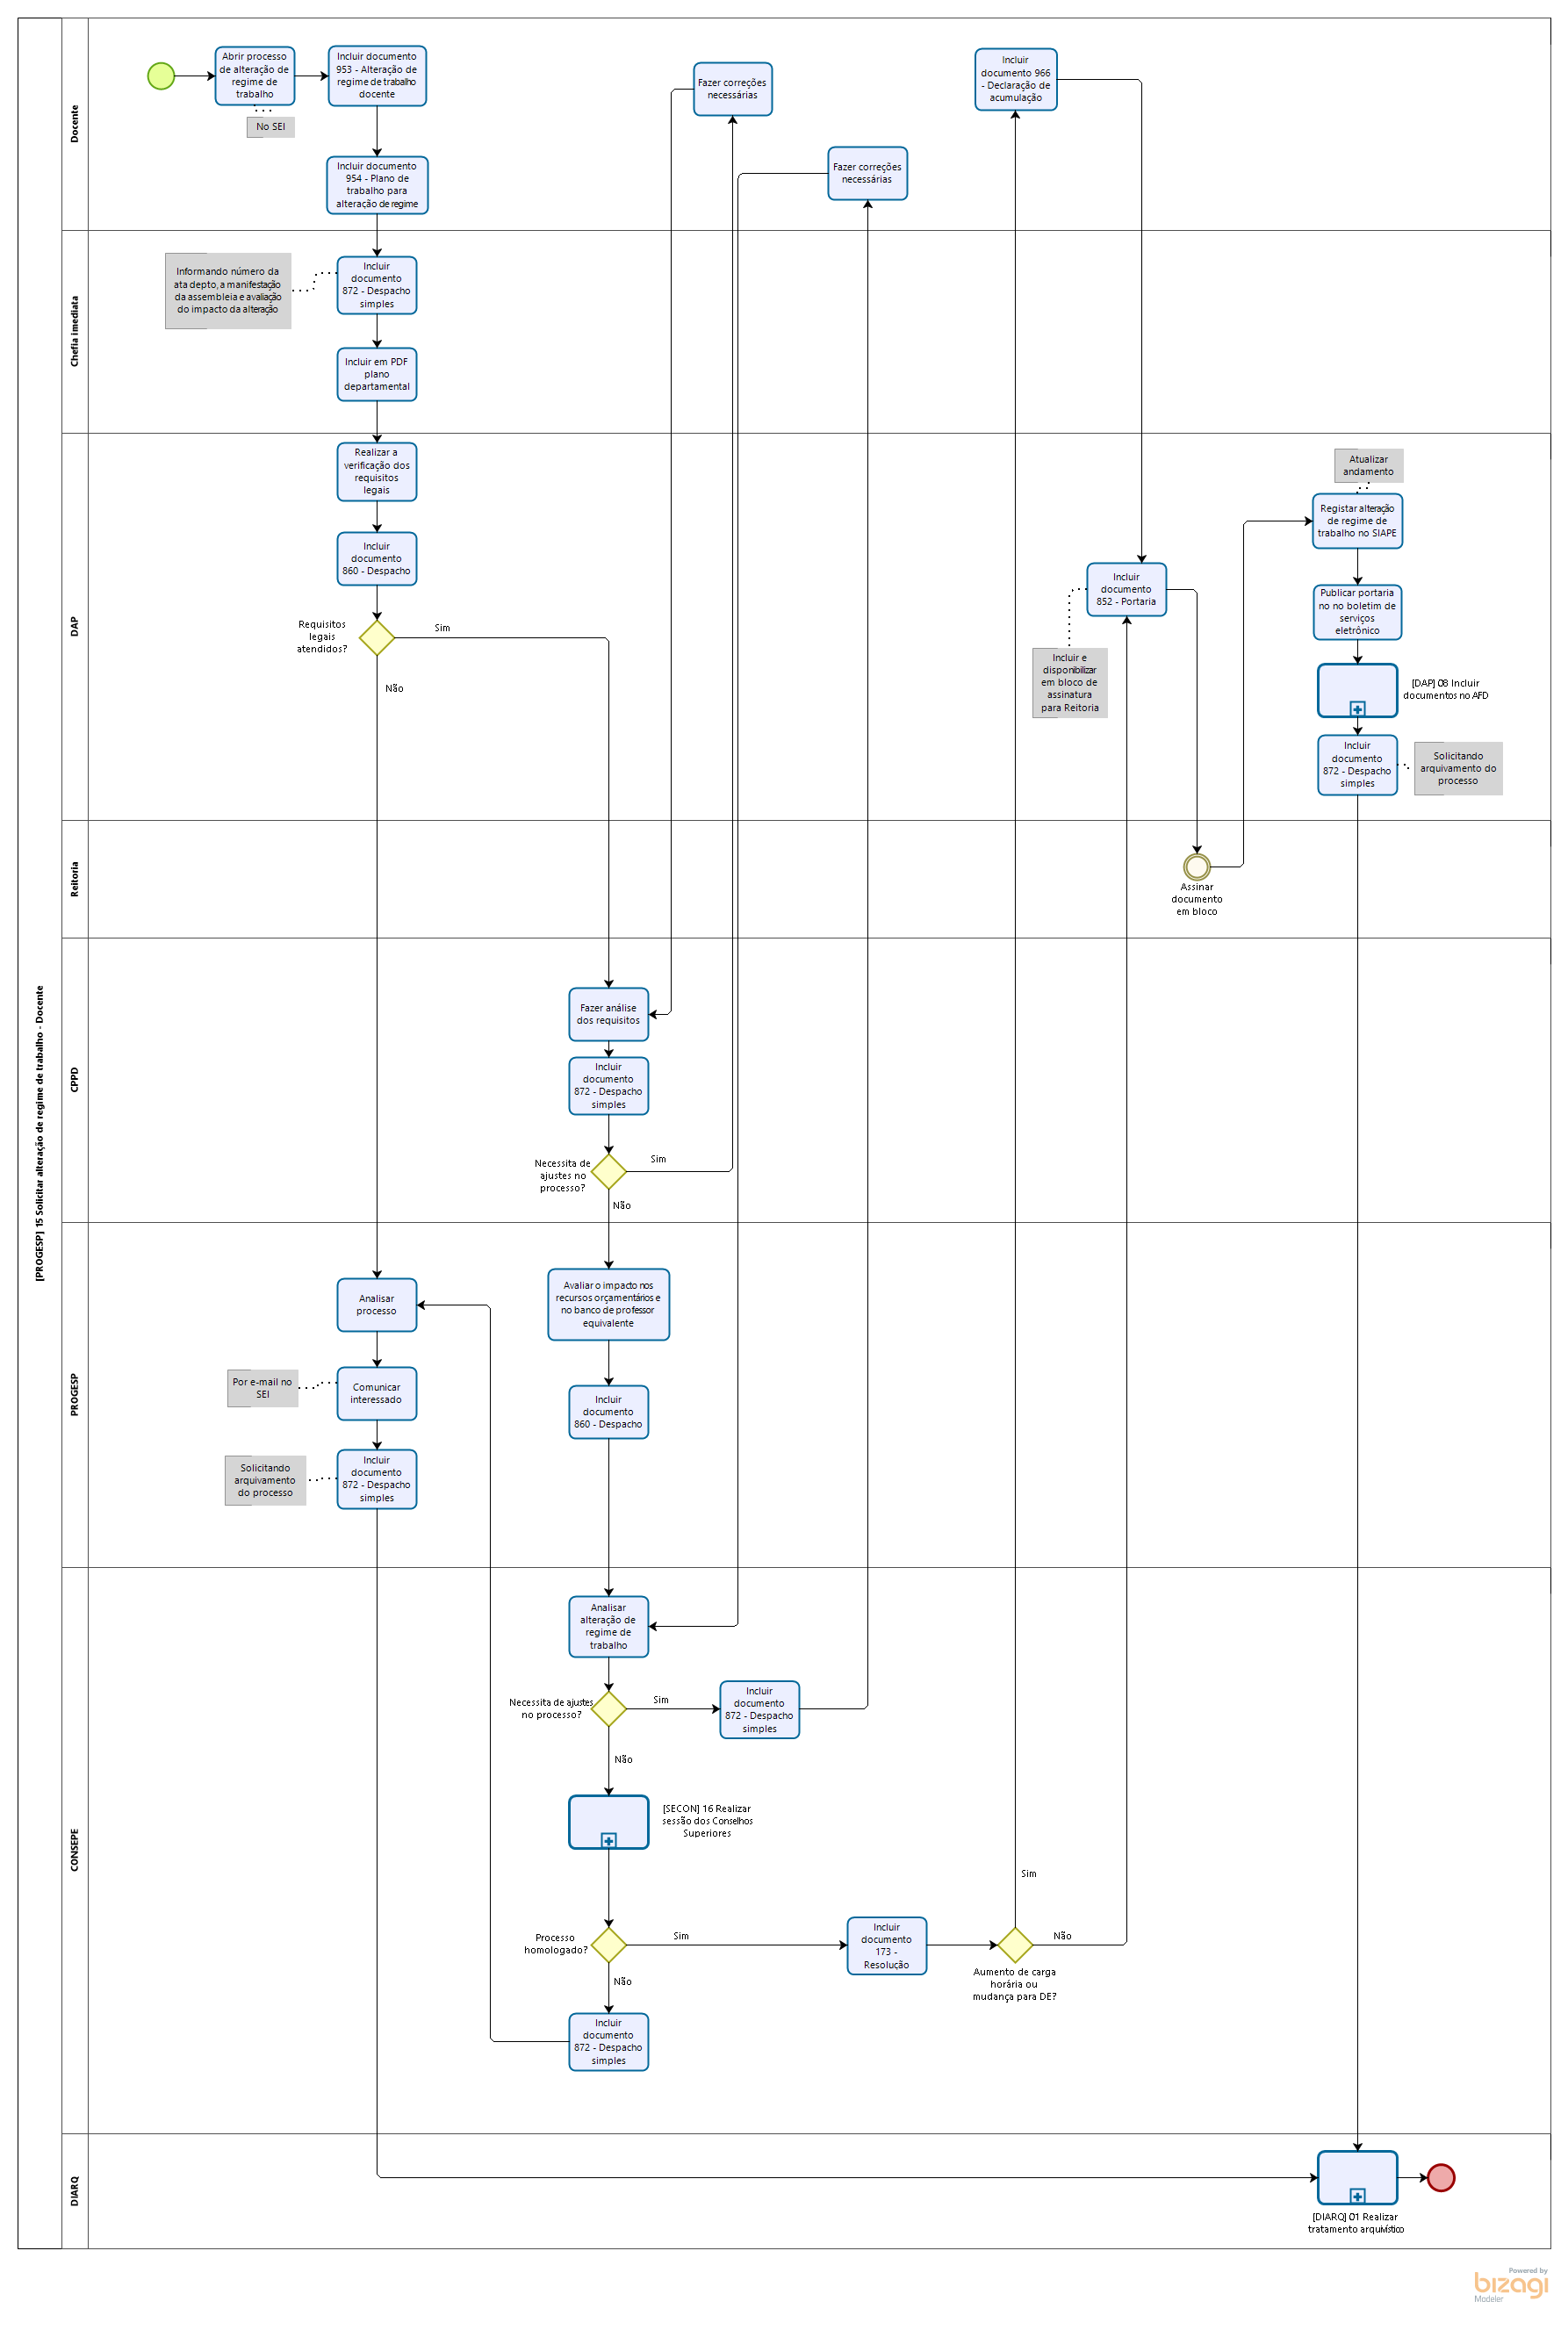 [PROGESP] 15 Solicitar alteração de regime de trabalho - Docente
Docente
Abrir processo
de alteração de
regime de
trabalho
No SEI
Incluir documento
953 - Alteração de
regime de trabalho
docente
Incluir documento
954 - Plano de
trabalho para
alteração de regime
Fazer correções
necessárias
Fazer correções
necessárias
Incluir
documento 966
- Declaração de
acumulação
Chefia imediata
Informando número da
ata depto, a manifestação
da assembleia e avaliação
do impacto da alteração
Incluir
documento
872 - Despacho
simples
Incluir em PDF
plano
departamental
DAP
Realizar a
verificação dos
requisitos
legais
Incluir
documento
860 - Despacho
Requisitos
legais
atendidos?
Sim
Não
Incluir
documento
852 - Portaria
Incluir e
disponibilizar
em bloco de
assinatura
para Reitoria
Atualizar
andamento
Registar alteração
de regime de
trabalho no SIAPE
Publicar portaria
no no boletim de
serviços
eletrônico
[DAP] 08 Incluir
documentos no AFD
Incluir
documento
872 - Despacho
simples
Solicitando
arquivamento do
processo
Reitoria
Assinar
documento
em bloco
CPPD
Fazer análise
dos requisitos
Incluir
documento
872 - Despacho
simples
Necessita de
ajustes no
processo?
Sim
Não
PROGESP
Analisar
processo
Por e-mail no
SEI
Comunicar
interessado
Solicitando
arquivamento
do processo
Incluir
documento
872 - Despacho
simples
Avaliar o impacto nos
recursos orçamentários e
no banco de professor
equivalente
Incluir
documento
860 - Despacho
CONSEPE
Analisar
alteração de
regime de
trabalho
Necessita de ajustes
no processo?
Sim
Incluir
documento
872 - Despacho
simples
Não
[SECON] 16 Realizar
sessão dos Conselhos
Superiores
Processo
homologado?
Sim
Não
Incluir
documento
173 -
Resolução
Sim
Não
Aumento de carga
horária ou
mudança para DE?
Incluir
documento
872 - Despacho
simples
DIARQ
[DIARQ] 01 Realizar
tratamento arquivístico
Powered by
bizagi
Modeler